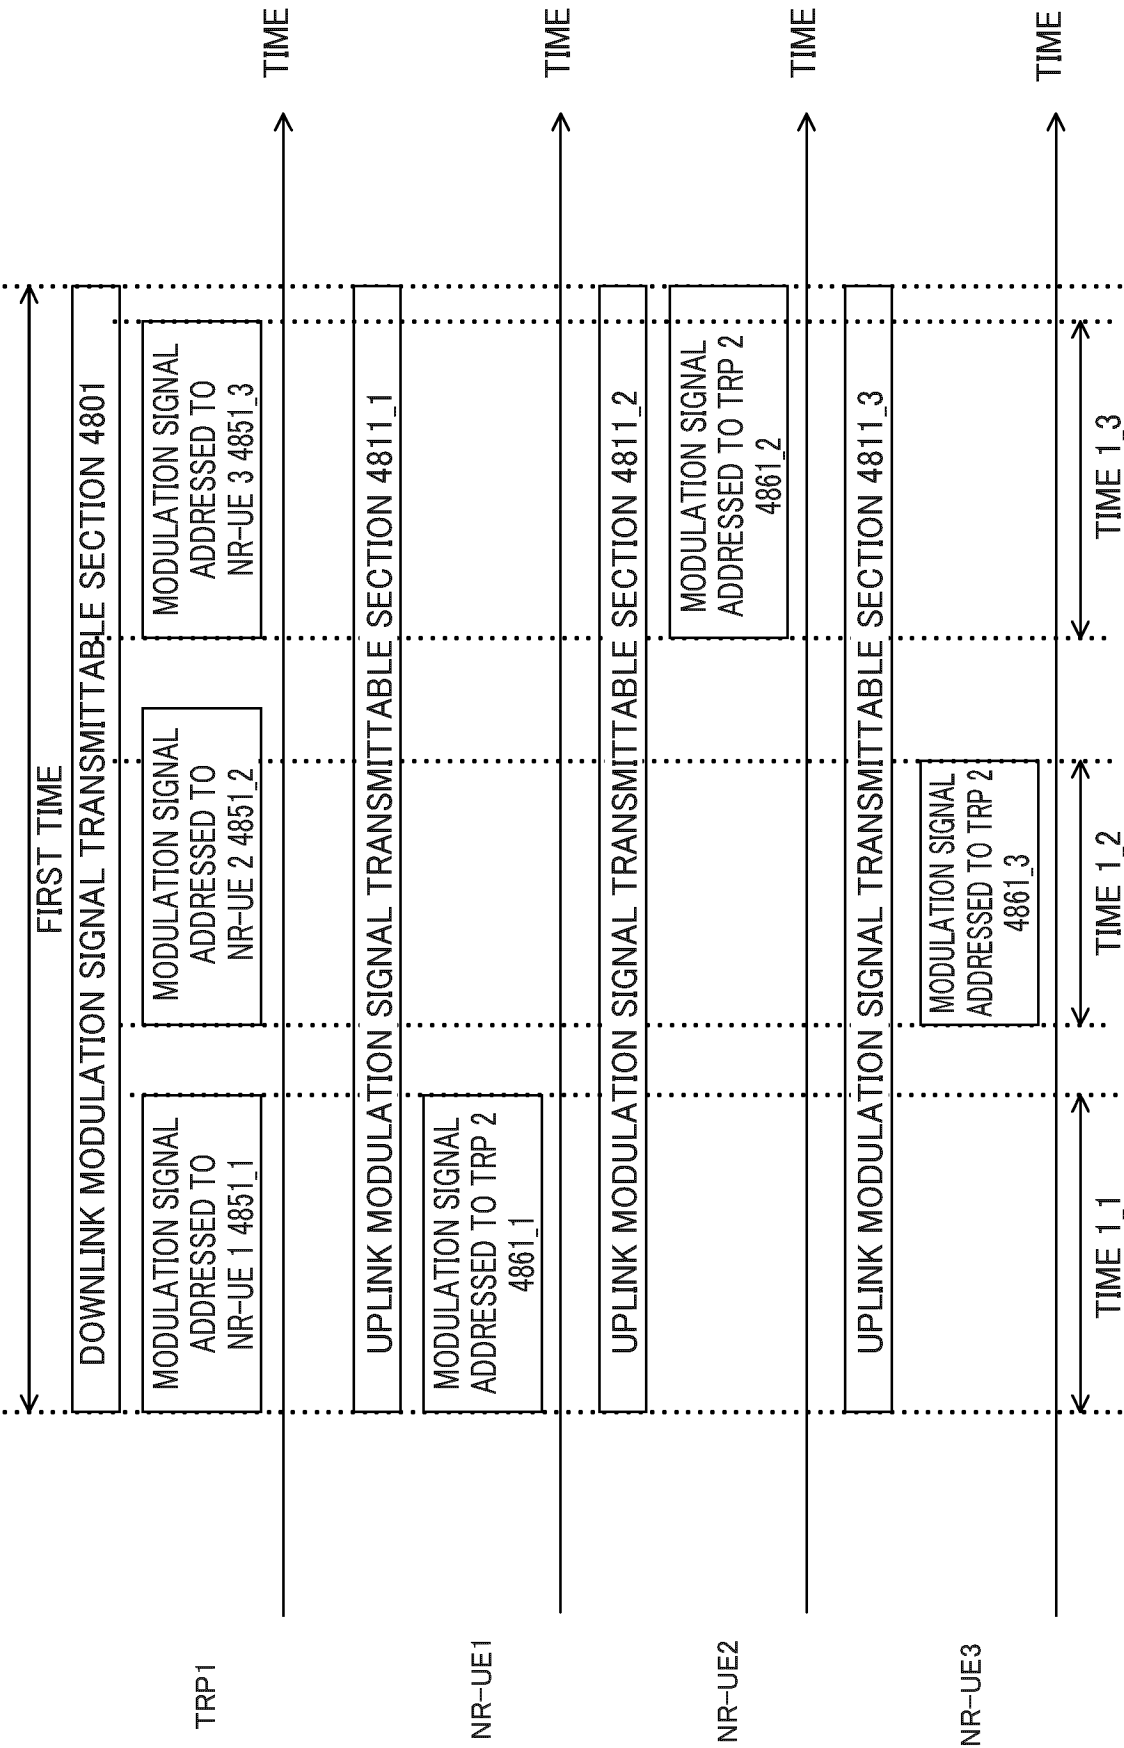 FIRST TIME
DOWNLINK MODULATION SIGNAL TRANSMITTABLE SECTION 4801
TRP1
MODULATION SIGNAL
ADDRESSED TO
NR-UE 1 4851_1
MODULATION SIGNAL
ADDRESSED TO
NR-UE 2 4851_2
MODULATION SIGNAL
ADDRESSED TO
NR-UE 3 4851_3
TIME
UPLINK MODULATION SIGNAL TRANSMITTABLE SECTION 4811_1
NR-UE1
MODULATION SIGNAL
ADDRESSED TO TRP 2
4861_1
TIME
UPLINK MODULATION SIGNAL TRANSMITTABLE SECTION 4811_2
NR-UE2
MODULATION SIGNAL
ADDRESSED TO TRP 2
4861_2
TIME
UPLINK MODULATION SIGNAL TRANSMITTABLE SECTION 4811_3
NR-UE3
MODULATION SIGNAL
ADDRESSED TO TRP 2
4861_3
TIME
TIME 1_1
TIME 1_2
TIME 1_3